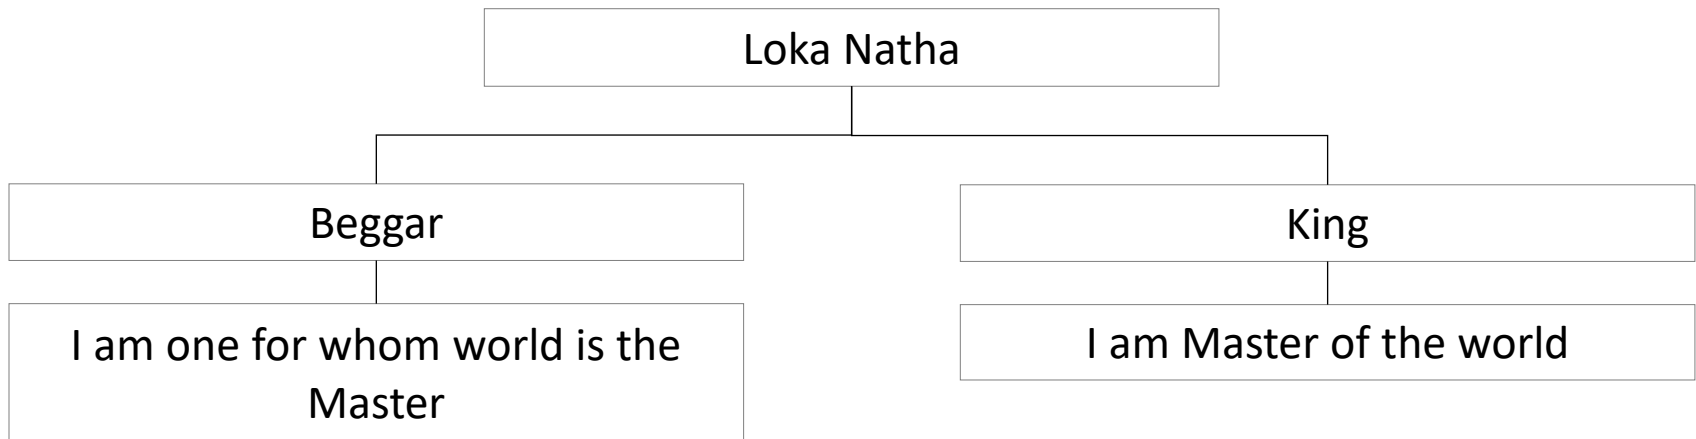 Loka Natha
Beggar
King
I am one for whom world is the
Master
I am Master of the world